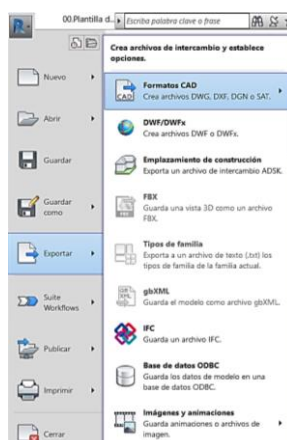 00.Plantilla d...
Escriba palabra clave o frase
Crea archivos de intercambio y establece
opciones.
Nuevo
Abrir
Guardar
Guardar
como
Exportar
Suite
Workflows
Publicar
Imprimir
Cerrar
Formatos CAD
Crea archivos DWG, DXF, DGN o SAT.
CAD
DWF/DWFx
Crea archivos DWF o DWFx.
Emplazamiento de construcción
Exporta un archivo de intercambio ADSK.
FBX
Guarda una vista 3D como un archivo
FBX.
Tipos de familia
Exporta a un archivo de texto (.txt) los
tipos de familia de la familia actual.
gbXML
Guarda el modelo como archivo gbXML.
IFC
Guarda un archivo IFC.
Base de datos ODBC
Guarda los datos de modelo en una
base de datos ODBC.
Imágenes y animaciones
Guarda animaciones o archivos de
imagen.